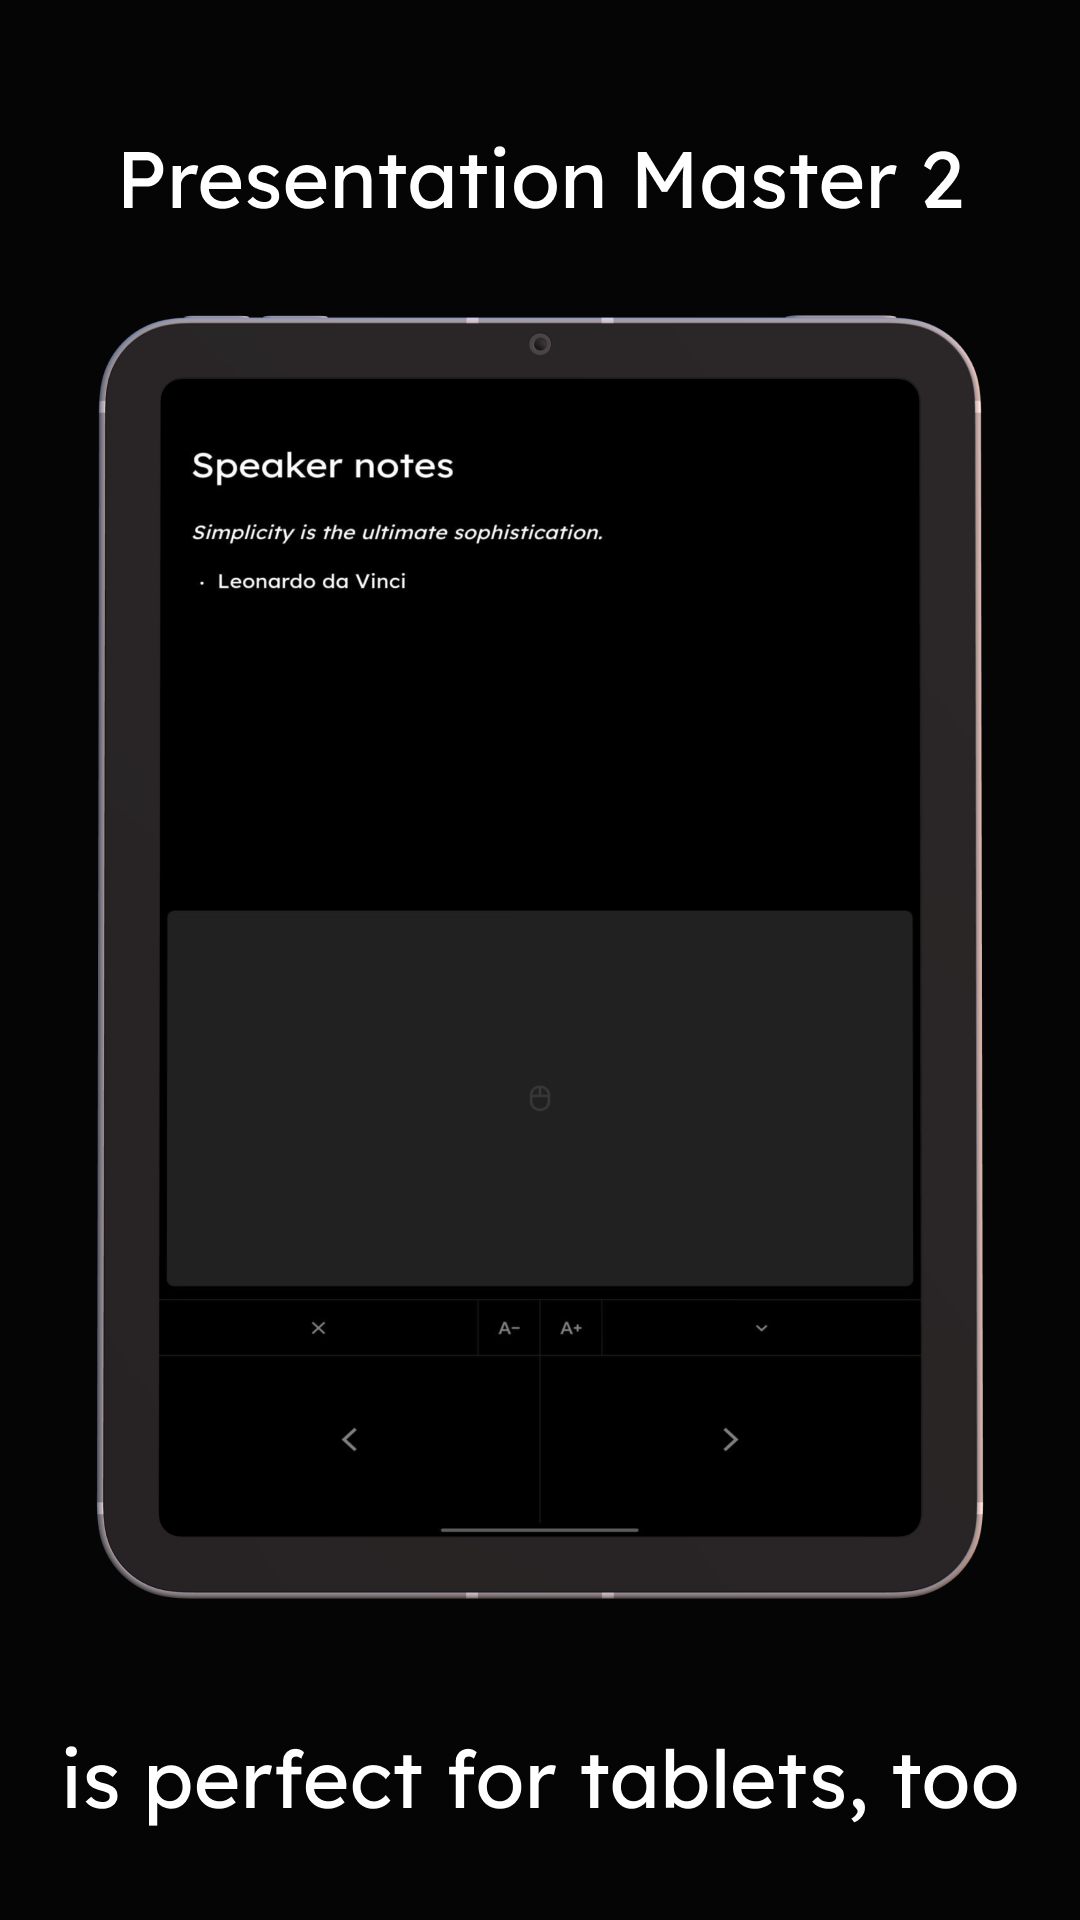 Presentation Master 2
Speaker notes
Simplicity is the ultimate sophistication.
· Leonardo da Vinci
A− A+
is perfect for tablets, too